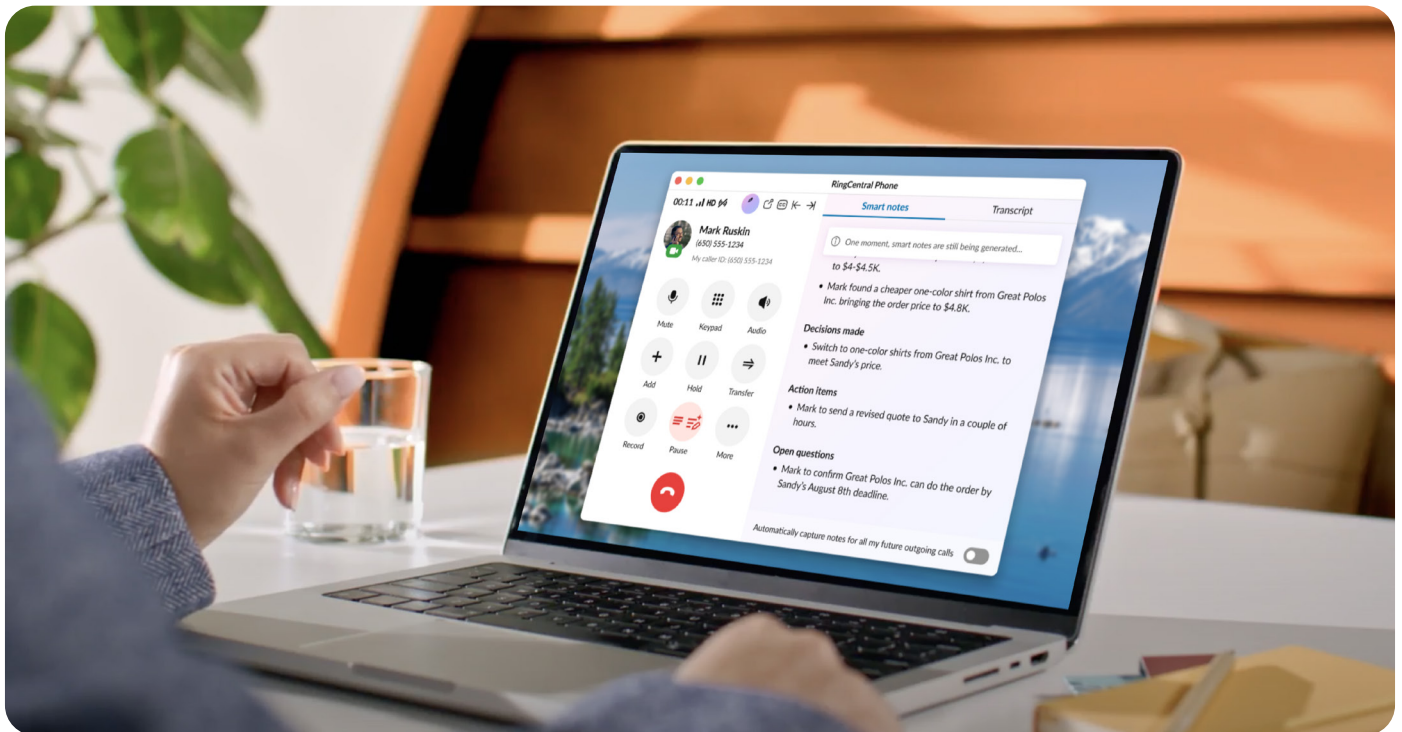 RingCentral Phone
00:11 HD
Mark Ruskin
(650) 555-1234
My caller ID: (650) 555-1234
Mute
Keypad
Audio
Add
Hold
Transfer
Record
Pause
More
Smart notes
Transcript
One moment, smart notes are still being generated...
to $4-$4.5K.
• Mark found a cheaper one-color shirt from Great Polos
Inc. bringing the order price to $4.8K.
Decisions made
• Switch to one-color shirts from Great Polos Inc. to
meet Sandy's price.
Action items
• Mark to send a revised quote to Sandy in a couple of
hours.
Open questions
• Mark to confirm Great Polos Inc. can do the order by
Sandy's August 8th deadline.
Automatically capture notes for all my future outgoing calls